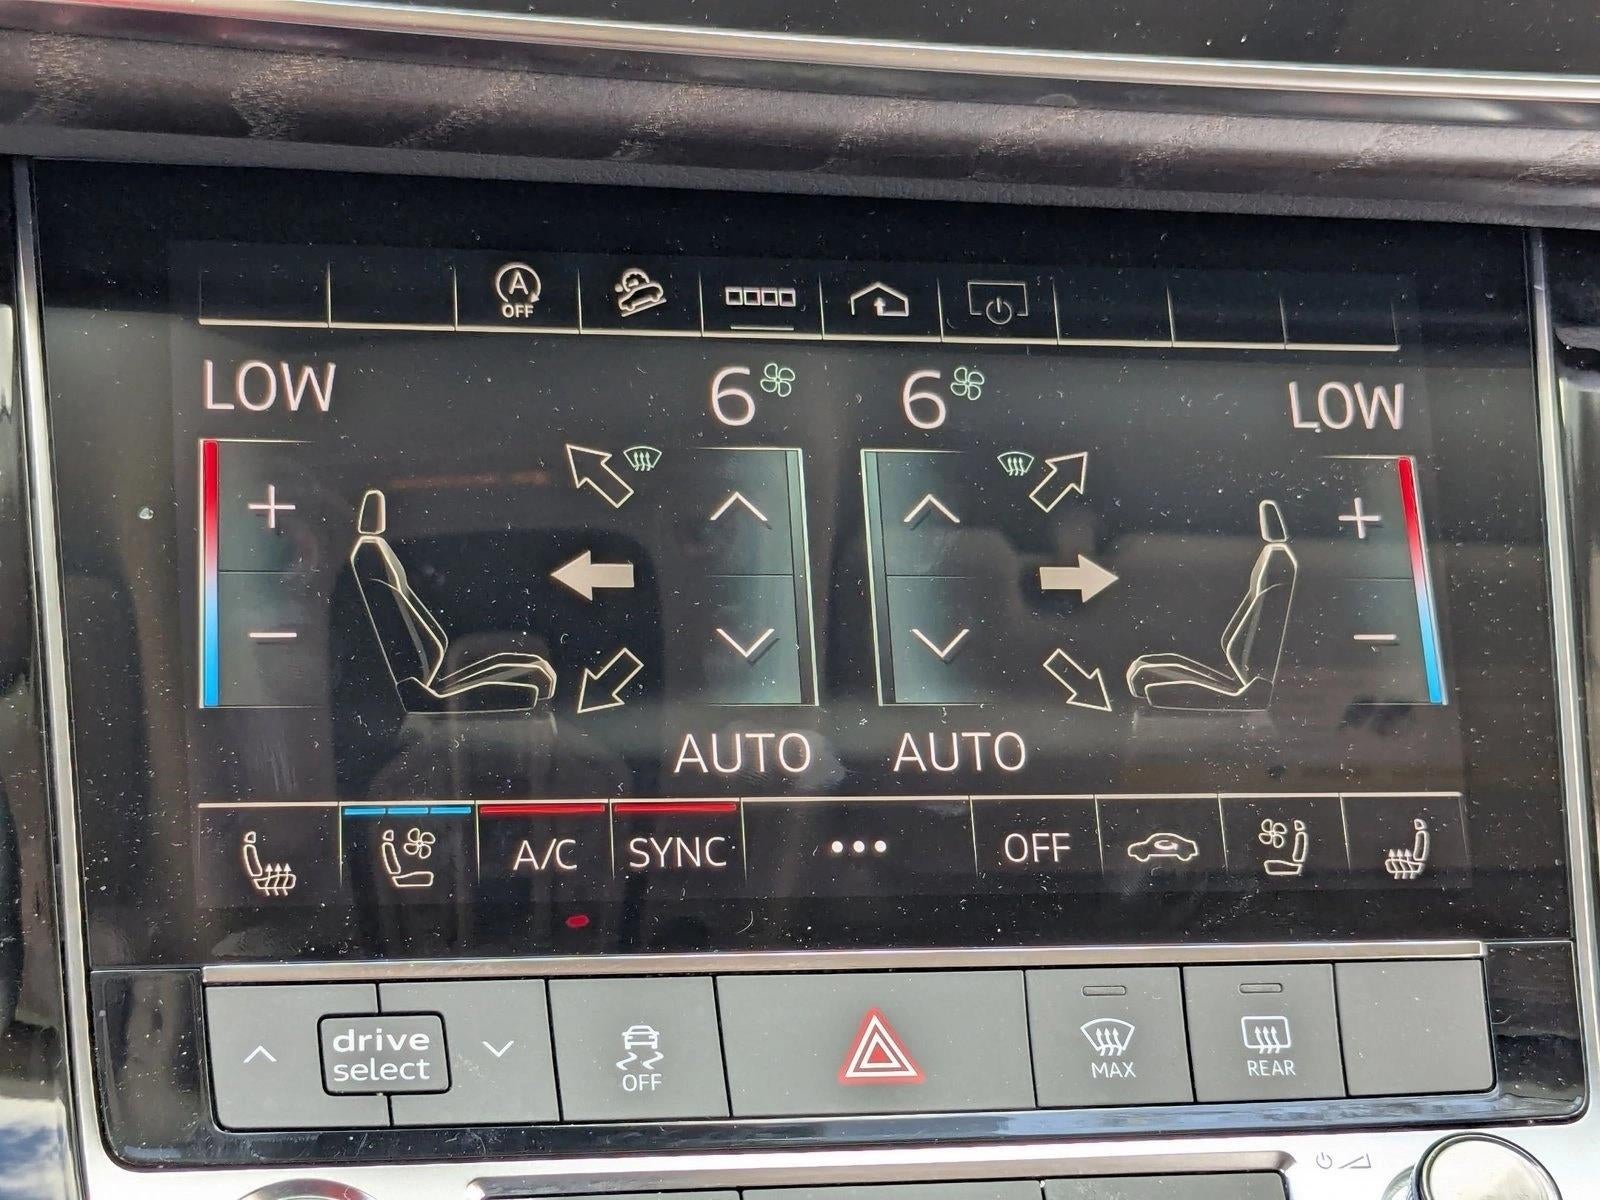 A
OFF
LOW 6 6 LOW
AUTO AUTO
A/C SYNC OFF
drive
select
OFF
MAX
REAR